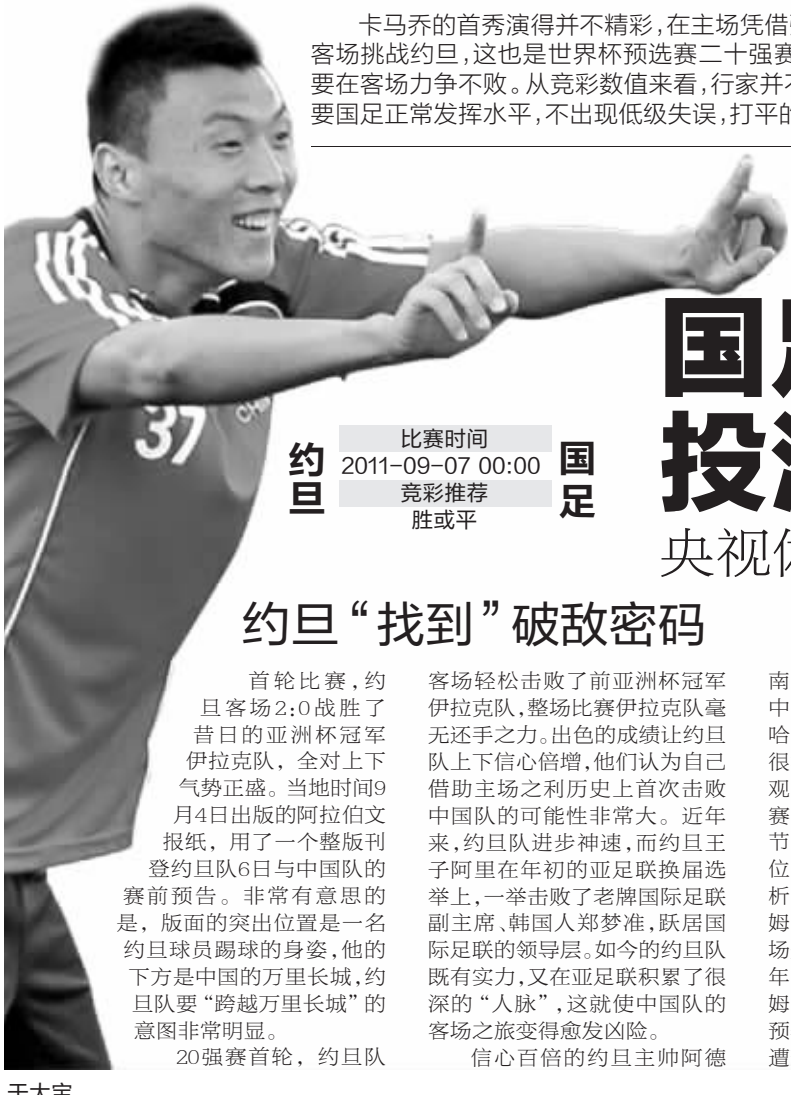 卡马乔的首秀演得并不精彩,在主场凭借
客场挑战约旦,这也是世界杯预选赛二十强赛
要在客场力争不败。从竞彩数值来看,行家并不
要国足正常发挥水平,不出现低级失误,打平的
国足
投注
央视体
37
CHIN
约旦
比赛时间
2011-09-07 00:00
竞彩推荐
胜或平
国足
约旦“找到”破敌密码
首轮比赛,约
旦客场2:0战胜了
昔日的亚洲杯冠军
伊拉克队，全对上下
气势正盛。当地时间9
月4日出版的阿拉伯文
报纸，用了一个整版刊
登约旦队6日与中国队的
赛前预告。非常有意思的
是，版面的突出位置是一名
约旦球员踢球的身姿,他的
下方是中国的万里长城,约
旦队要“跨越万里长城”的
意图非常明显。
20强赛首轮，约旦队
客场轻松击败了前亚洲杯冠军
伊拉克队,整场比赛伊拉克队毫
无还手之力。出色的成绩让约旦
队上下信心倍增,他们认为自己
借助主场之利历史上首次击败
中国队的可能性非常大。近年
来,约旦队进步神速,而约旦王
子阿里在年初的亚足联换届选
举上,一举击败了老牌国际足联
副主席、韩国人郑梦准,跃居国
际足联的领导层。如今的约旦队
既有实力,又在亚足联积累了很
深的“人脉”,这就使中国队的
客场之旅变得愈发凶险。
信心百倍的约旦主帅阿德
南
中
哈
很
观
赛
节
位
析
姆
场
年
姆
预
遭
于大宝